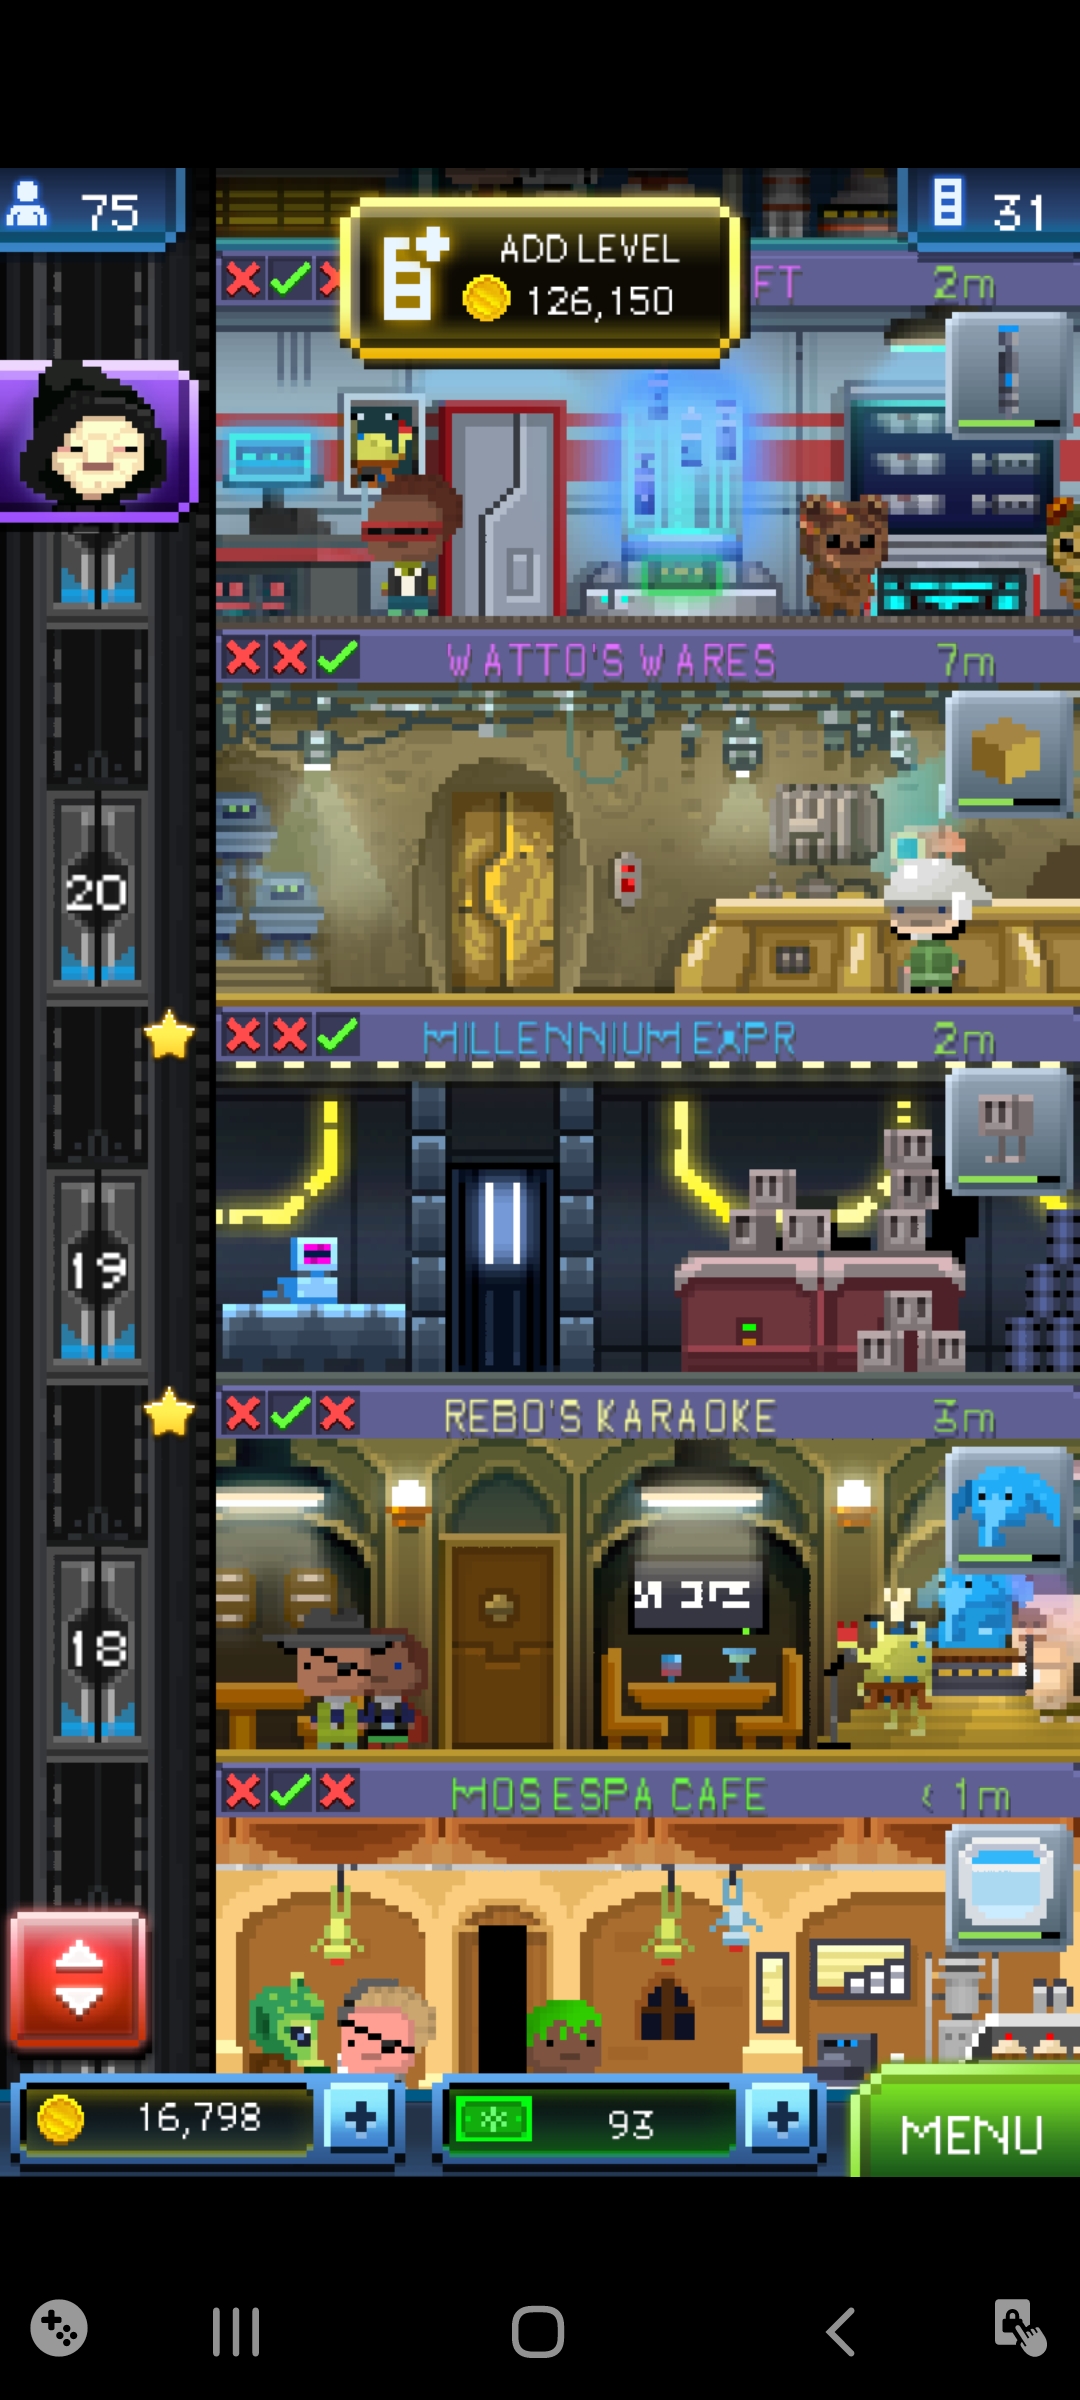 75
31
ADD LEVEL
126,150
FT
2m
WATTO'S WARES
7m
20
MILLENNIUM EXPR
2m
19
REBO'S KARAOKE
3m
18
MOS ESPA CAFE
< 1m
16,798
93
MENU